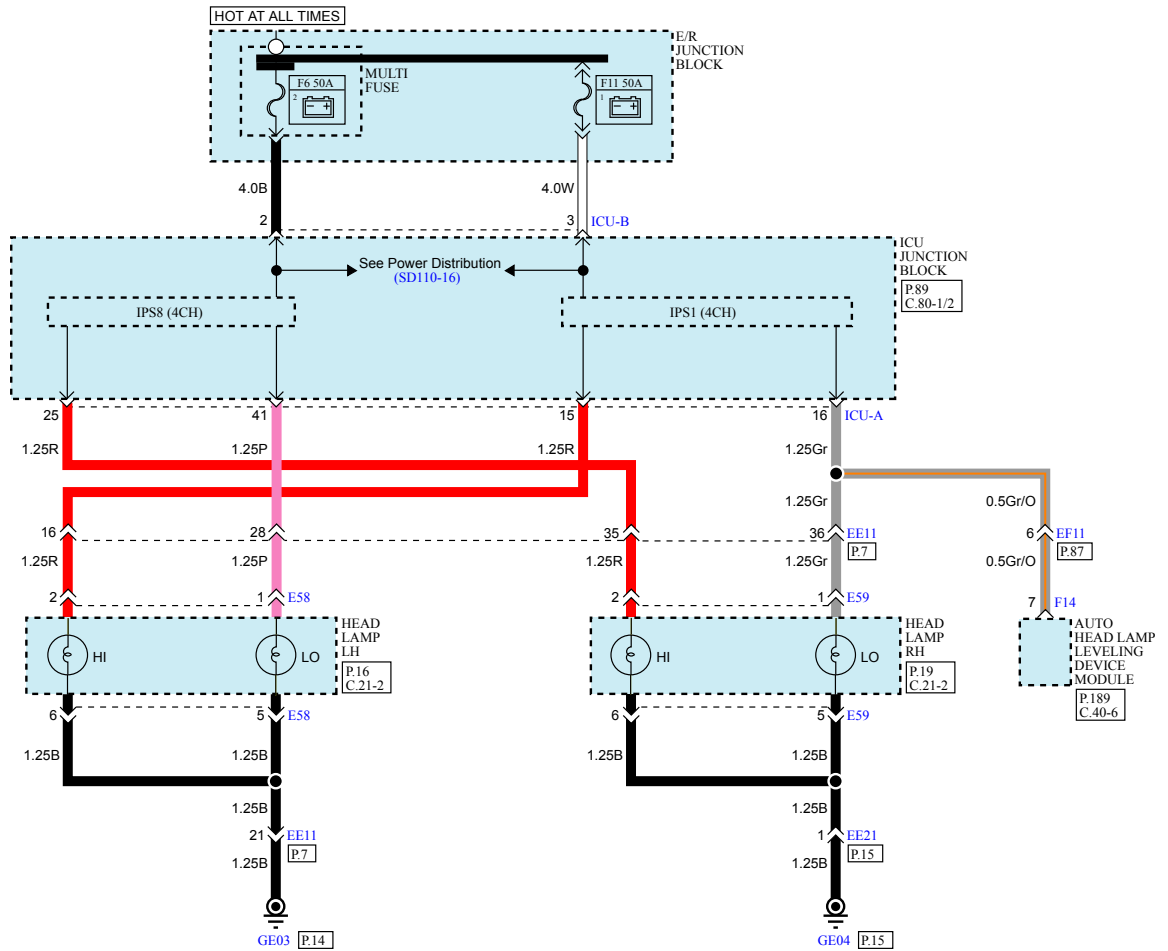 HOT AT ALL TIMES
E/R
JUNCTION
BLOCK
MULTI
FUSE
F6 50A
2
- +
F11 50A
1
- +
4.0B
4.0W
2
3
ICU-B
ICU
JUNCTION
BLOCK
P.89
C.80-1/2
See Power Distribution
(SD110-16)
IPS8 (4CH)
IPS1 (4CH)
25
41
15
16
ICU-A
1.25R
1.25P
1.25R
1.25Gr
1.25Gr
0.5Gr/O
16
28
35
36
EE11
P.7
6
EF11
P.87
1.25R
1.25P
1.25R
1.25Gr
0.5Gr/O
2
1
E58
2
1
E59
7
F14
HI
LO
HEAD
LAMP
LH
P.16
C.21-2
HI
LO
HEAD
LAMP
RH
P.19
C.21-2
AUTO
HEAD LAMP
LEVELING
DEVICE
MODULE
P.189
C.40-6
6
5
E58
6
5
E59
1.25B
1.25B
1.25B
1.25B
1.25B
1.25B
21
EE11
P.7
1
EE21
P.15
1.25B
1.25B
GE03
P.14
GE04
P.15